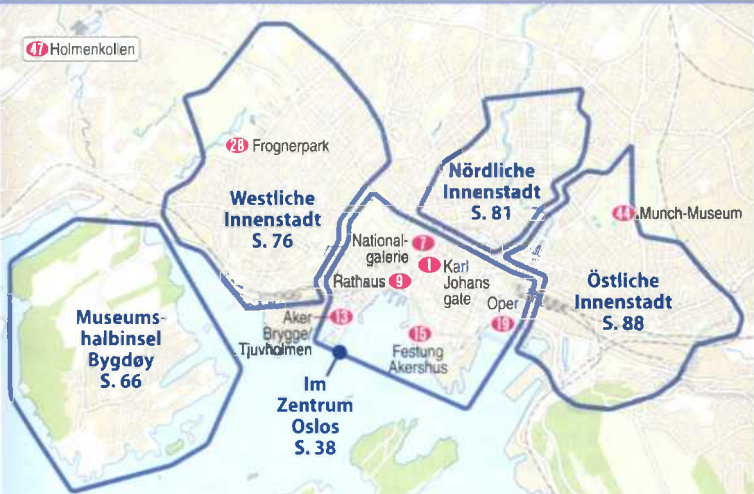 47 Holmenkollen
28 Frognerpark
Westliche
Innenstadt
S. 76
Nördliche
Innenstadt
S. 81
44 Munch-Museum
National-
galerie 7
1 Karl
Johans
gate
Rathaus 9
Oper
19
Östliche
Innenstadt
S. 88
Museums-
halbinsel
Bygdøy
S. 66
Aker 13
Brygge/
Tjuvholmen
15
Festung
Akershus
Im
Zentrum
Oslos
S. 38